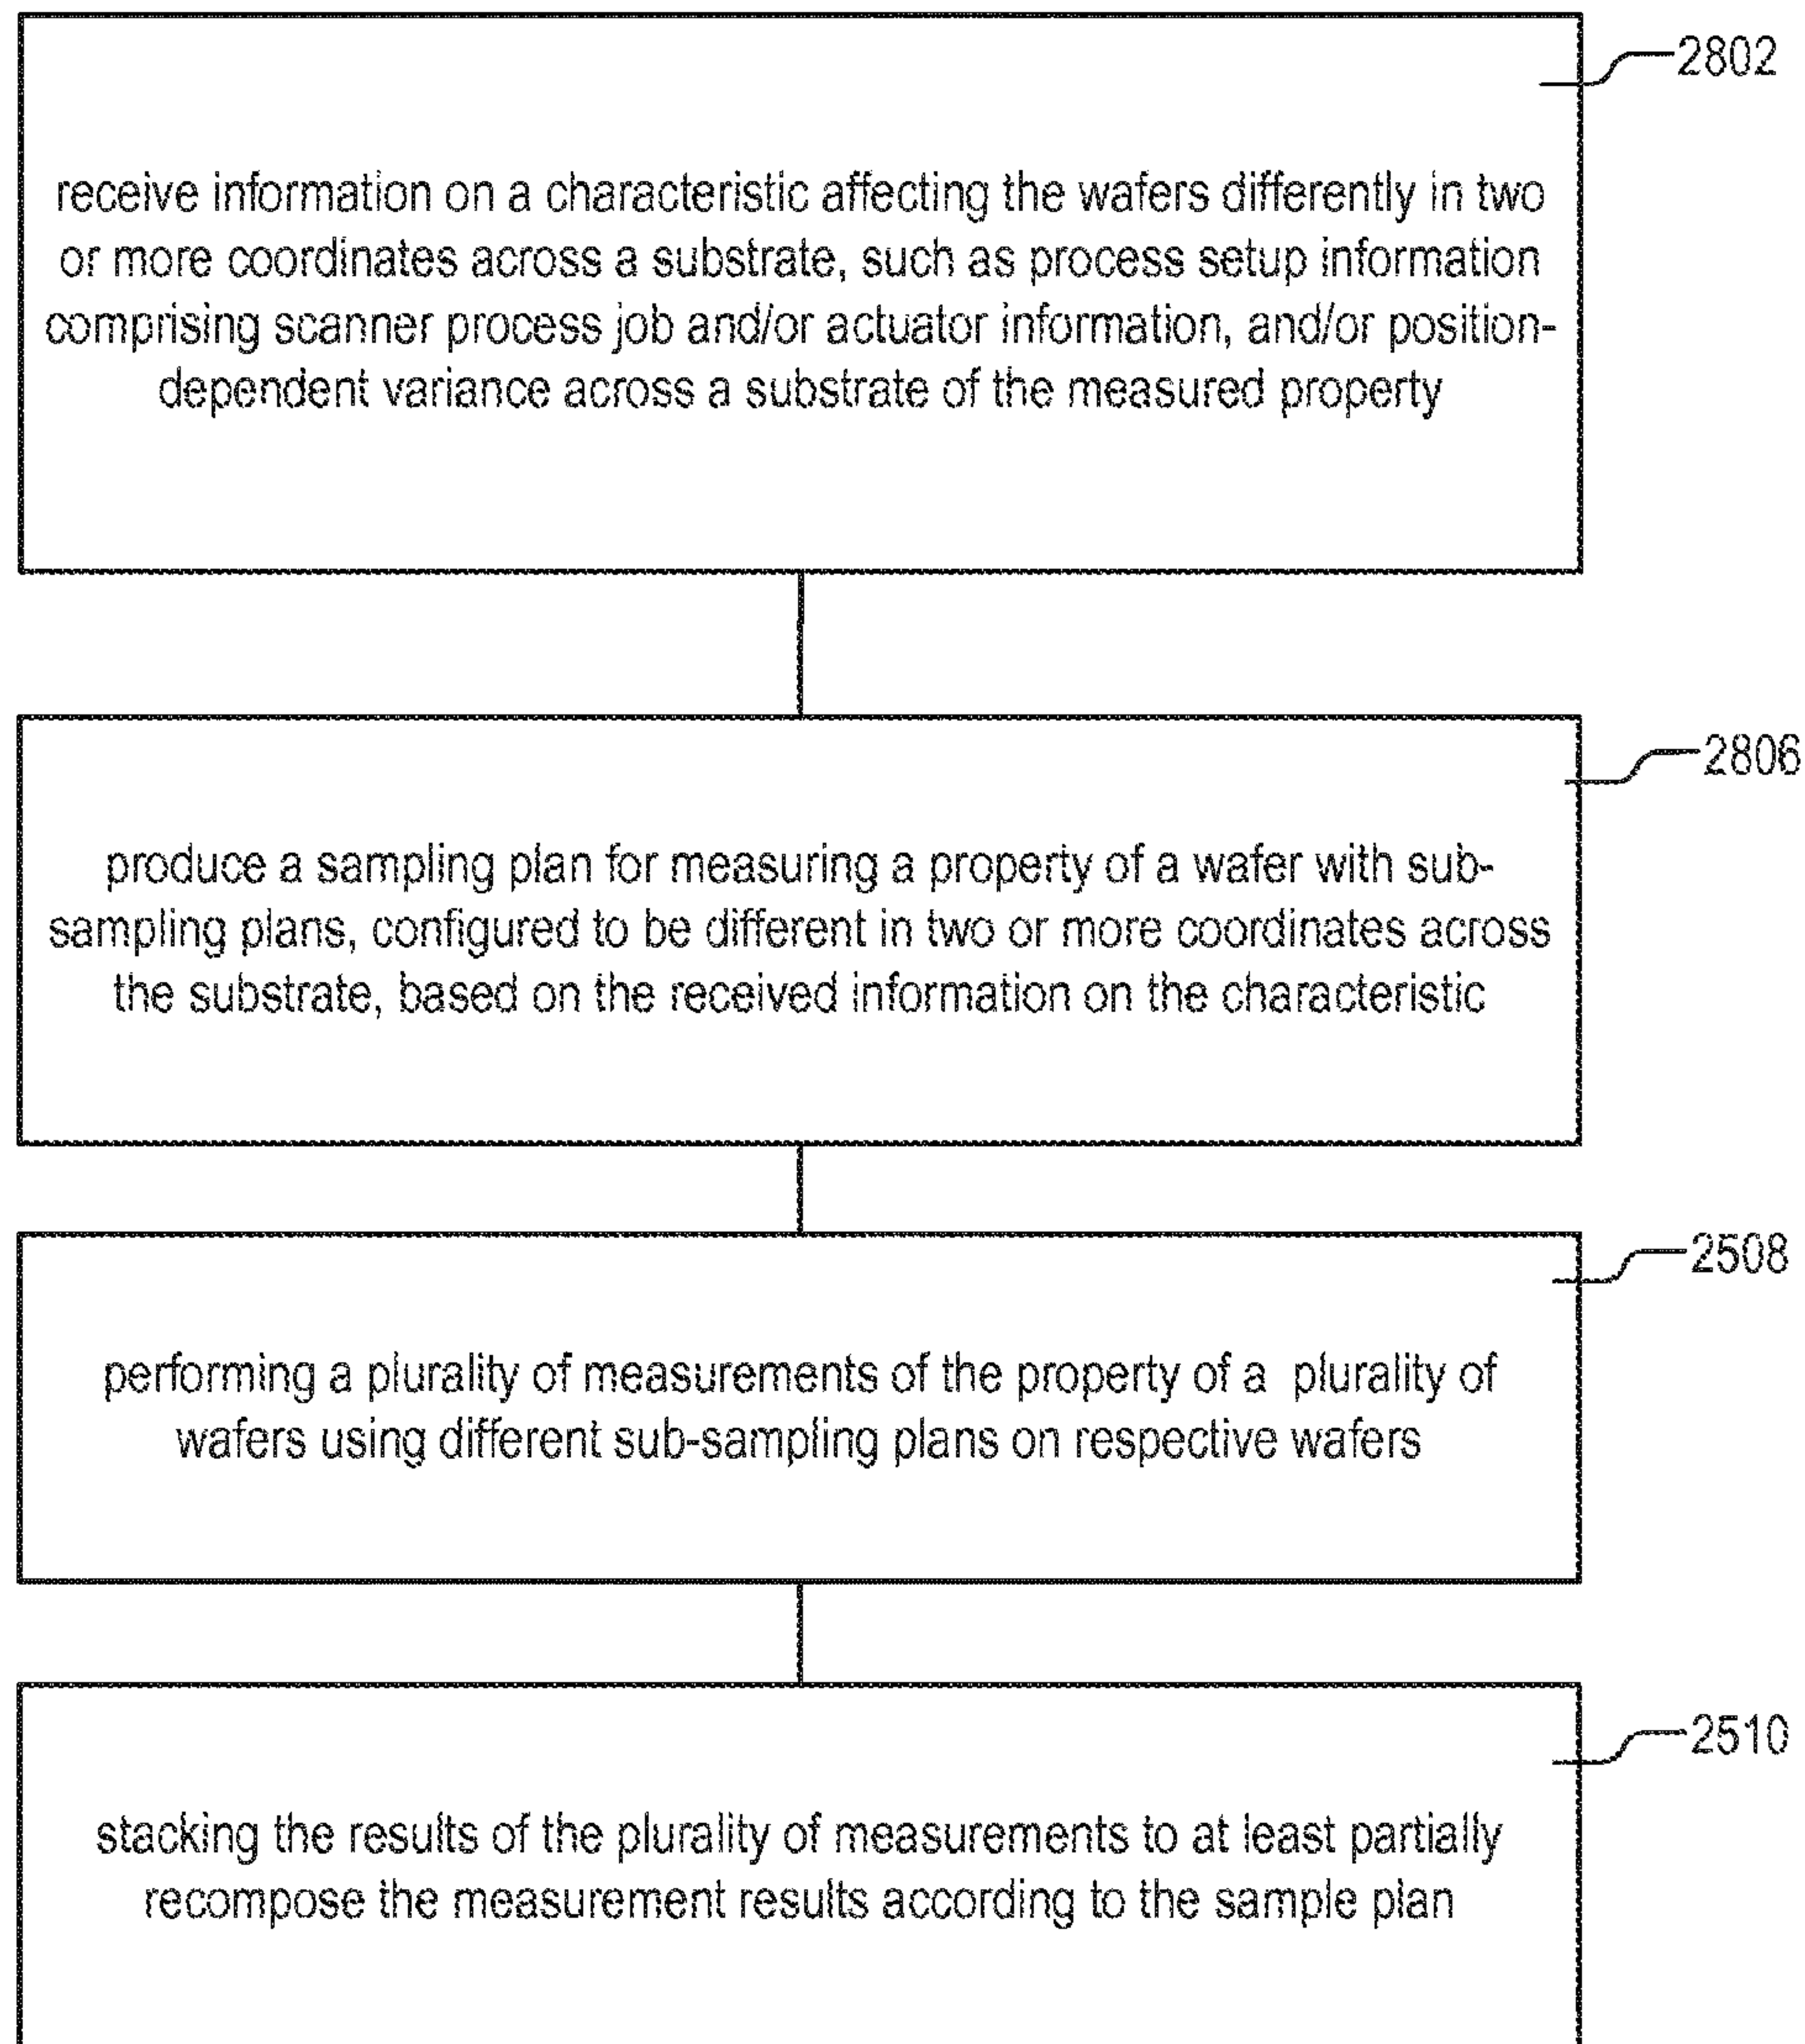 2802
receive information on a characteristic affecting the wafers differently in two
or more coordinates across a substrate, such as process setup information
comprising scanner process job and/or actuator information, and/or position-
dependent variance across a substrate of the measured property
2806
produce a sampling plan for measuring a property of a wafer with sub-
sampling plans, configured to be different in two or more coordinates across
the substrate, based on the received information on the characteristic
2508
performing a plurality of measurements of the property of a plurality of
wafers using different sub-sampling plans on respective wafers
2510
stacking the results of the plurality of measurements to at least partially
recompose the measurement results according to the sample plan